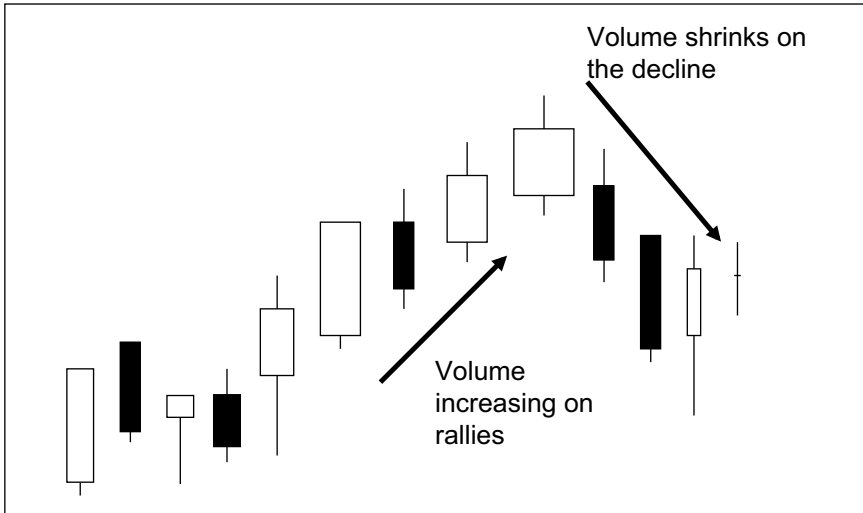 Volume shrinks on
the decline
Volume
increasing on
rallies